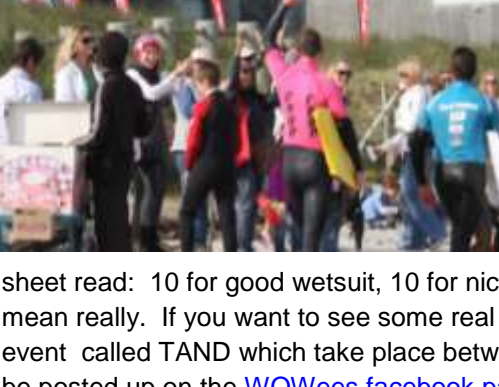 sheet read:  10 for good wetsuit, 10 for nic
mean really.  If you want to see some real
event  called TAND which take place betw
be posted up on the WOWees facebook pa